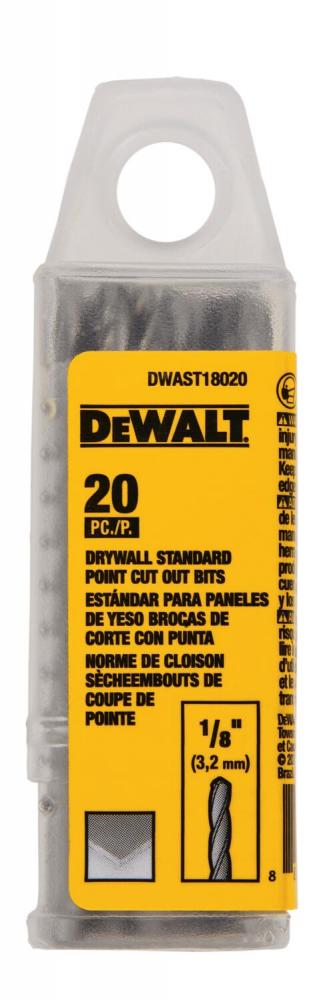 DWAST18020
DEWALT
20
PC./P.
DRYWALL STANDARD
POINT CUT OUT BITS
ESTÁNDAR PARA PANELES
DE YESO BROCAS DE
CORTE CON PUNTA
NORME DE CLOISON
SÈCHEEMBOUTS DE
COUPE DE
POINTE
1/8"
(3,2 mm)
8